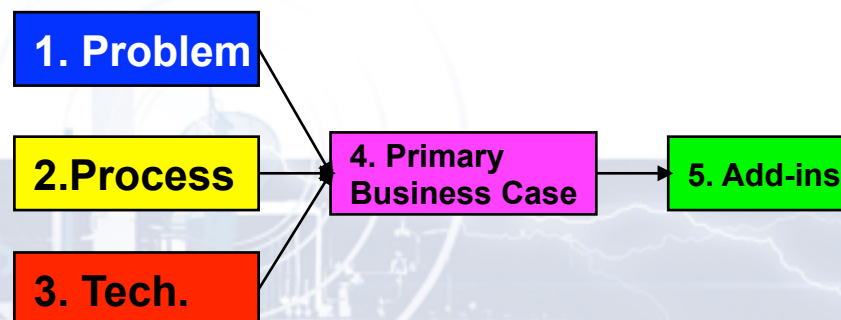 1. Problem
2.Process
3. Tech.
4. Primary
Business Case
5. Add-ins